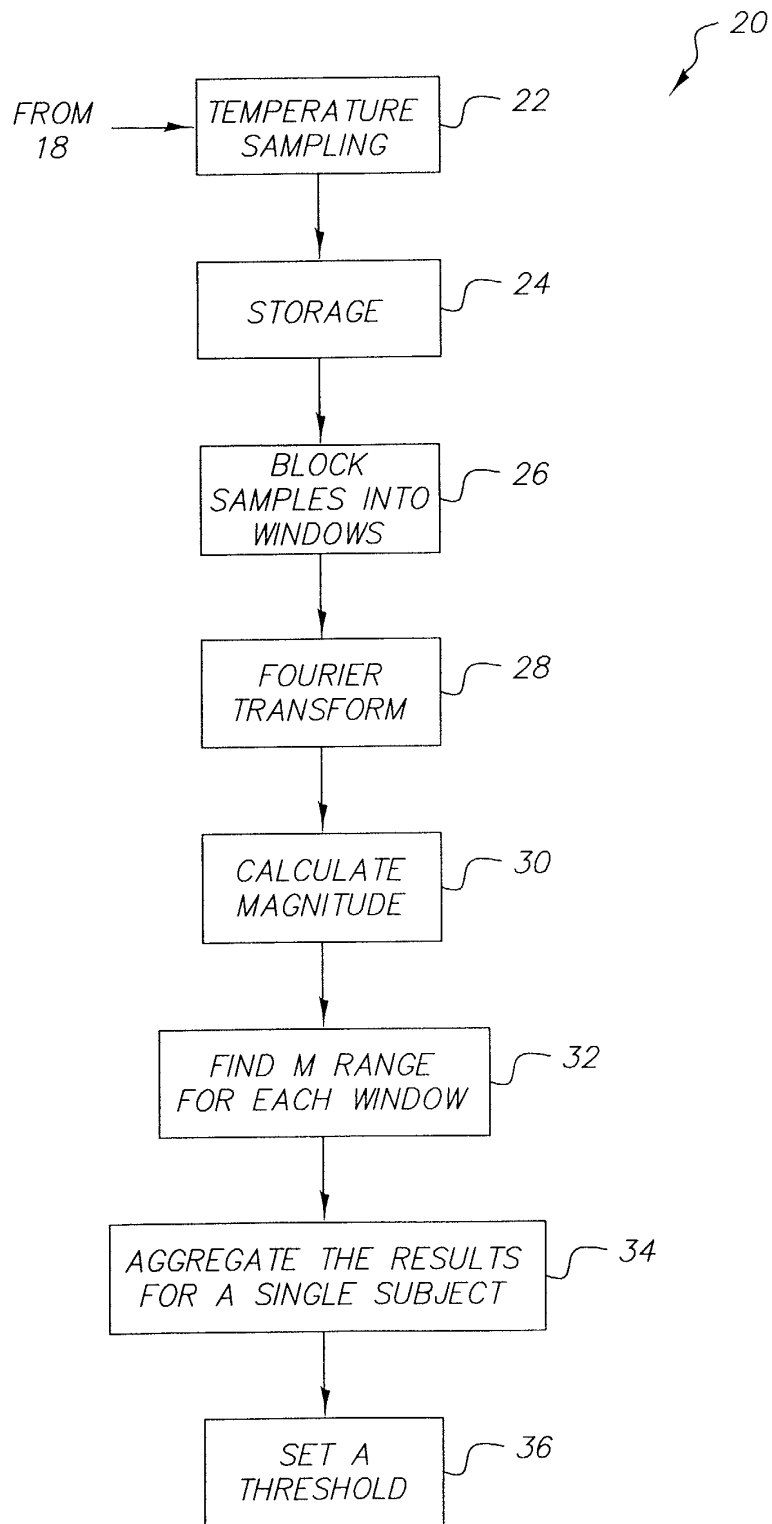 20
FROM
18
TEMPERATURE
SAMPLING
22
STORAGE
24
BLOCK
SAMPLES INTO
WINDOWS
26
FOURIER
TRANSFORM
28
CALCULATE
MAGNITUDE
30
FIND M RANGE
FOR EACH WINDOW
32
AGGREGATE THE RESULTS
FOR A SINGLE SUBJECT
34
SET A
THRESHOLD
36